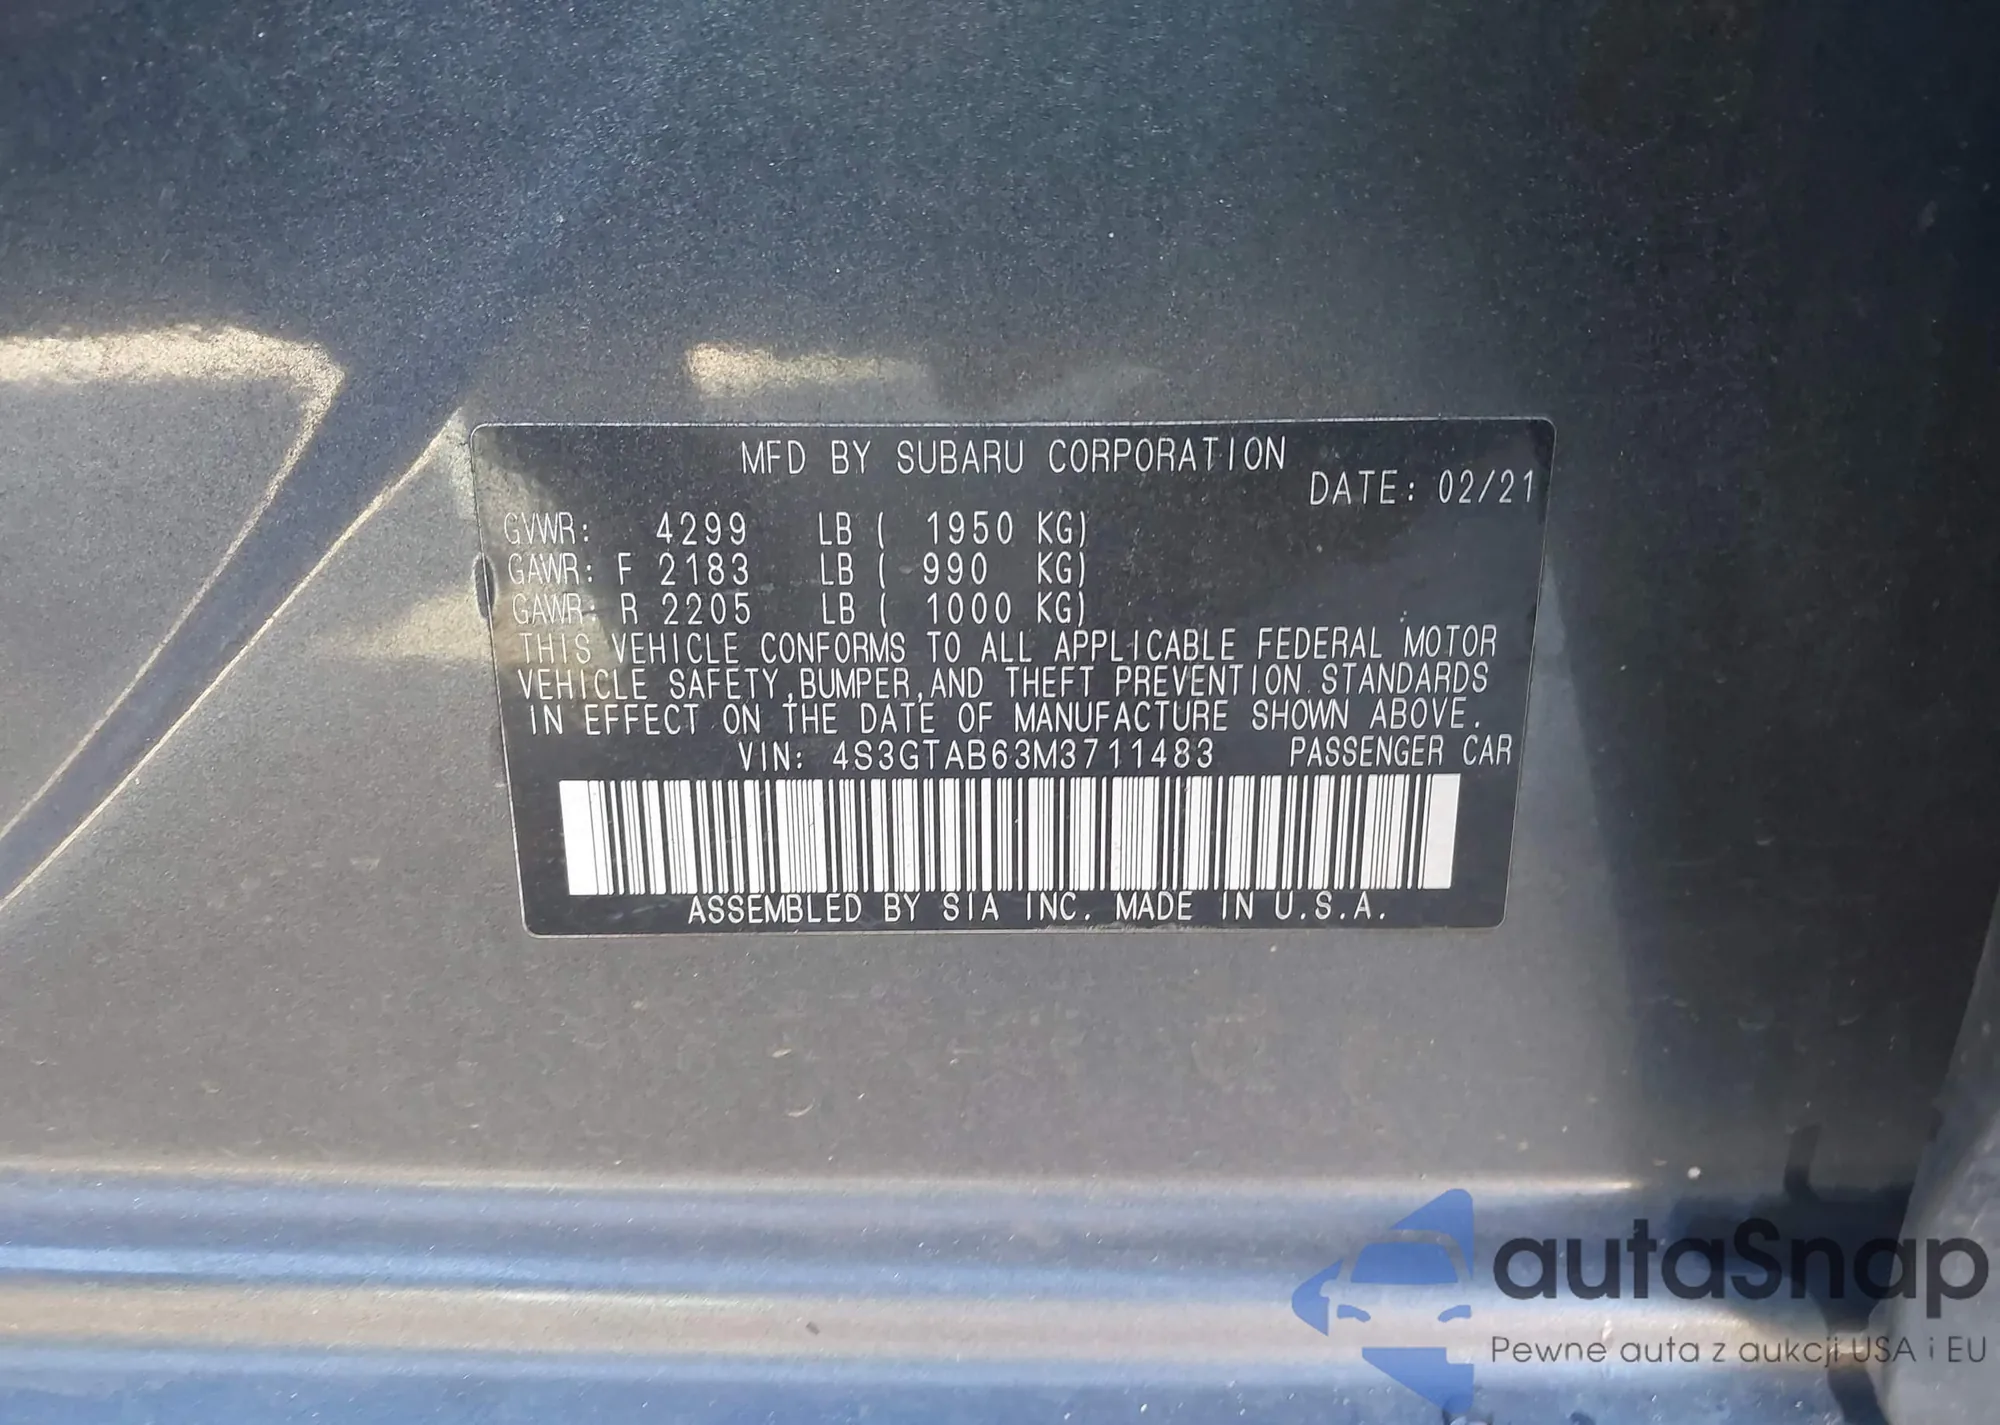 MFD BY SUBARU CORPORATION
DATE: 02/21
GVWR: 4299 LB ( 1950 KG)
GAWR: F 2183 LB ( 990 KG)
GAWR: R 2205 LB ( 1000 KG)
THIS VEHICLE CONFORMS TO ALL APPLICABLE FEDERAL MOTOR
VEHICLE SAFETY,BUMPER,AND THEFT PREVENTION STANDARDS
IN EFFECT ON THE DATE OF MANUFACTURE SHOWN ABOVE.
VIN: 4S3GTAB63M3711483 PASSENGER CAR
ASSEMBLED BY SIA INC. MADE IN U.S.A.
autaSnap
Pewne auta z aukcji USA i EU